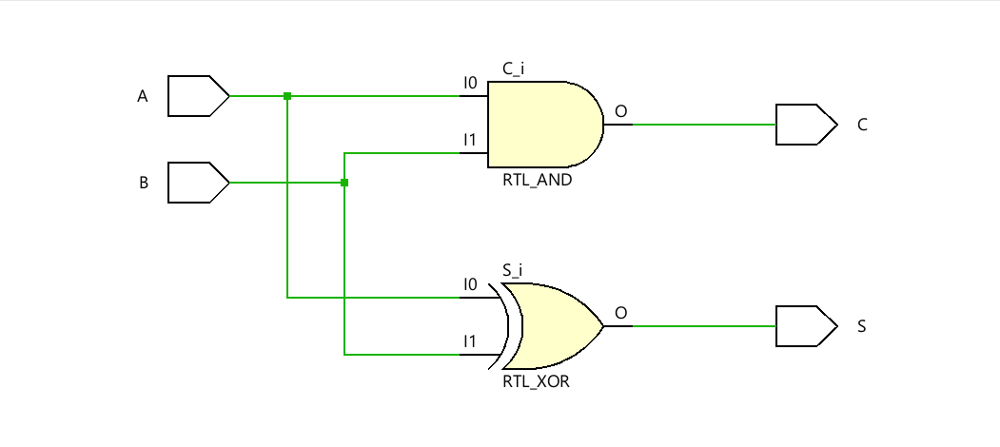 C_i
A
I0
O
C
I1
B
RTL_AND
S_i
I0
O
S
I1
RTL_XOR